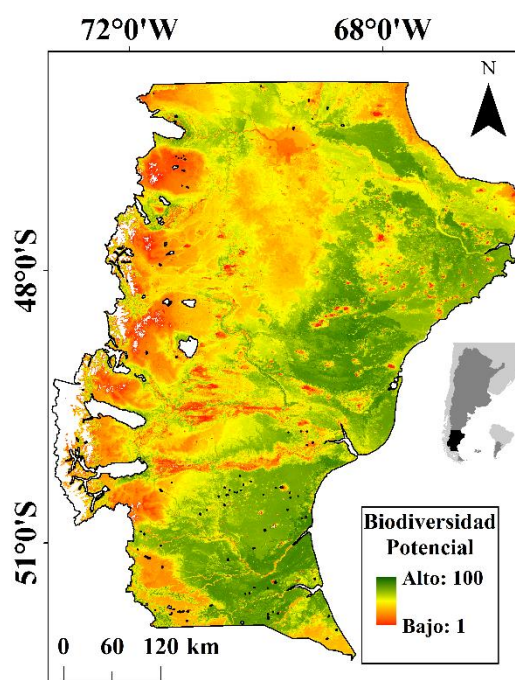 72°0'W
68°0'W
N
48°0'S
51°0'S
Biodiversidad
Potencial
Alto: 100
Bajo: 1
0 60 120 km